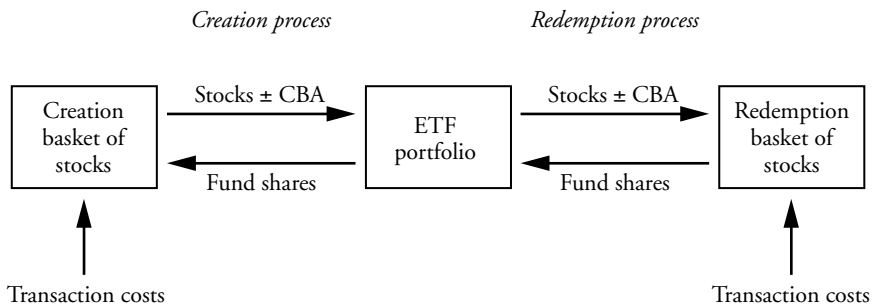 Creation process
Redemption process
Stocks ± CBA
Stocks ± CBA
Creation
basket of
stocks
ETF
portfolio
Redemption
basket of
stocks
Fund shares
Fund shares
Transaction costs
Transaction costs